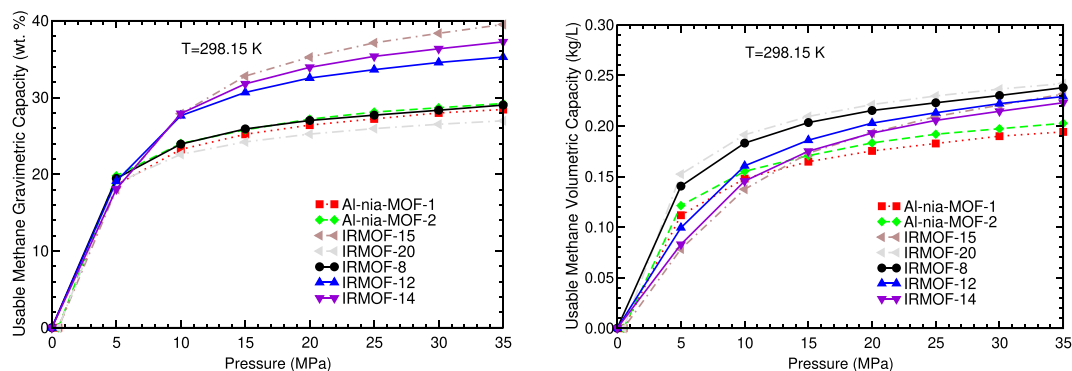 Usable Methane Gravimetric Capacity (wt. %)
40
30
20
10
0
T=298.15 K
Al-nia-MOF-1
Al-nia-MOF-2
IRMOF-15
IRMOF-20
IRMOF-8
IRMOF-12
IRMOF-14
0 5 10 15 20 25 30 35
Pressure (MPa)
Usable Methane Volumetric Capacity (kg/L)
0.30
0.25
0.20
0.15
0.10
0.05
0.00
T=298.15 K
Al-nia-MOF-1
Al-nia-MOF-2
IRMOF-15
IRMOF-20
IRMOF-8
IRMOF-12
IRMOF-14
0 5 10 15 20 25 30 35
Pressure (MPa)